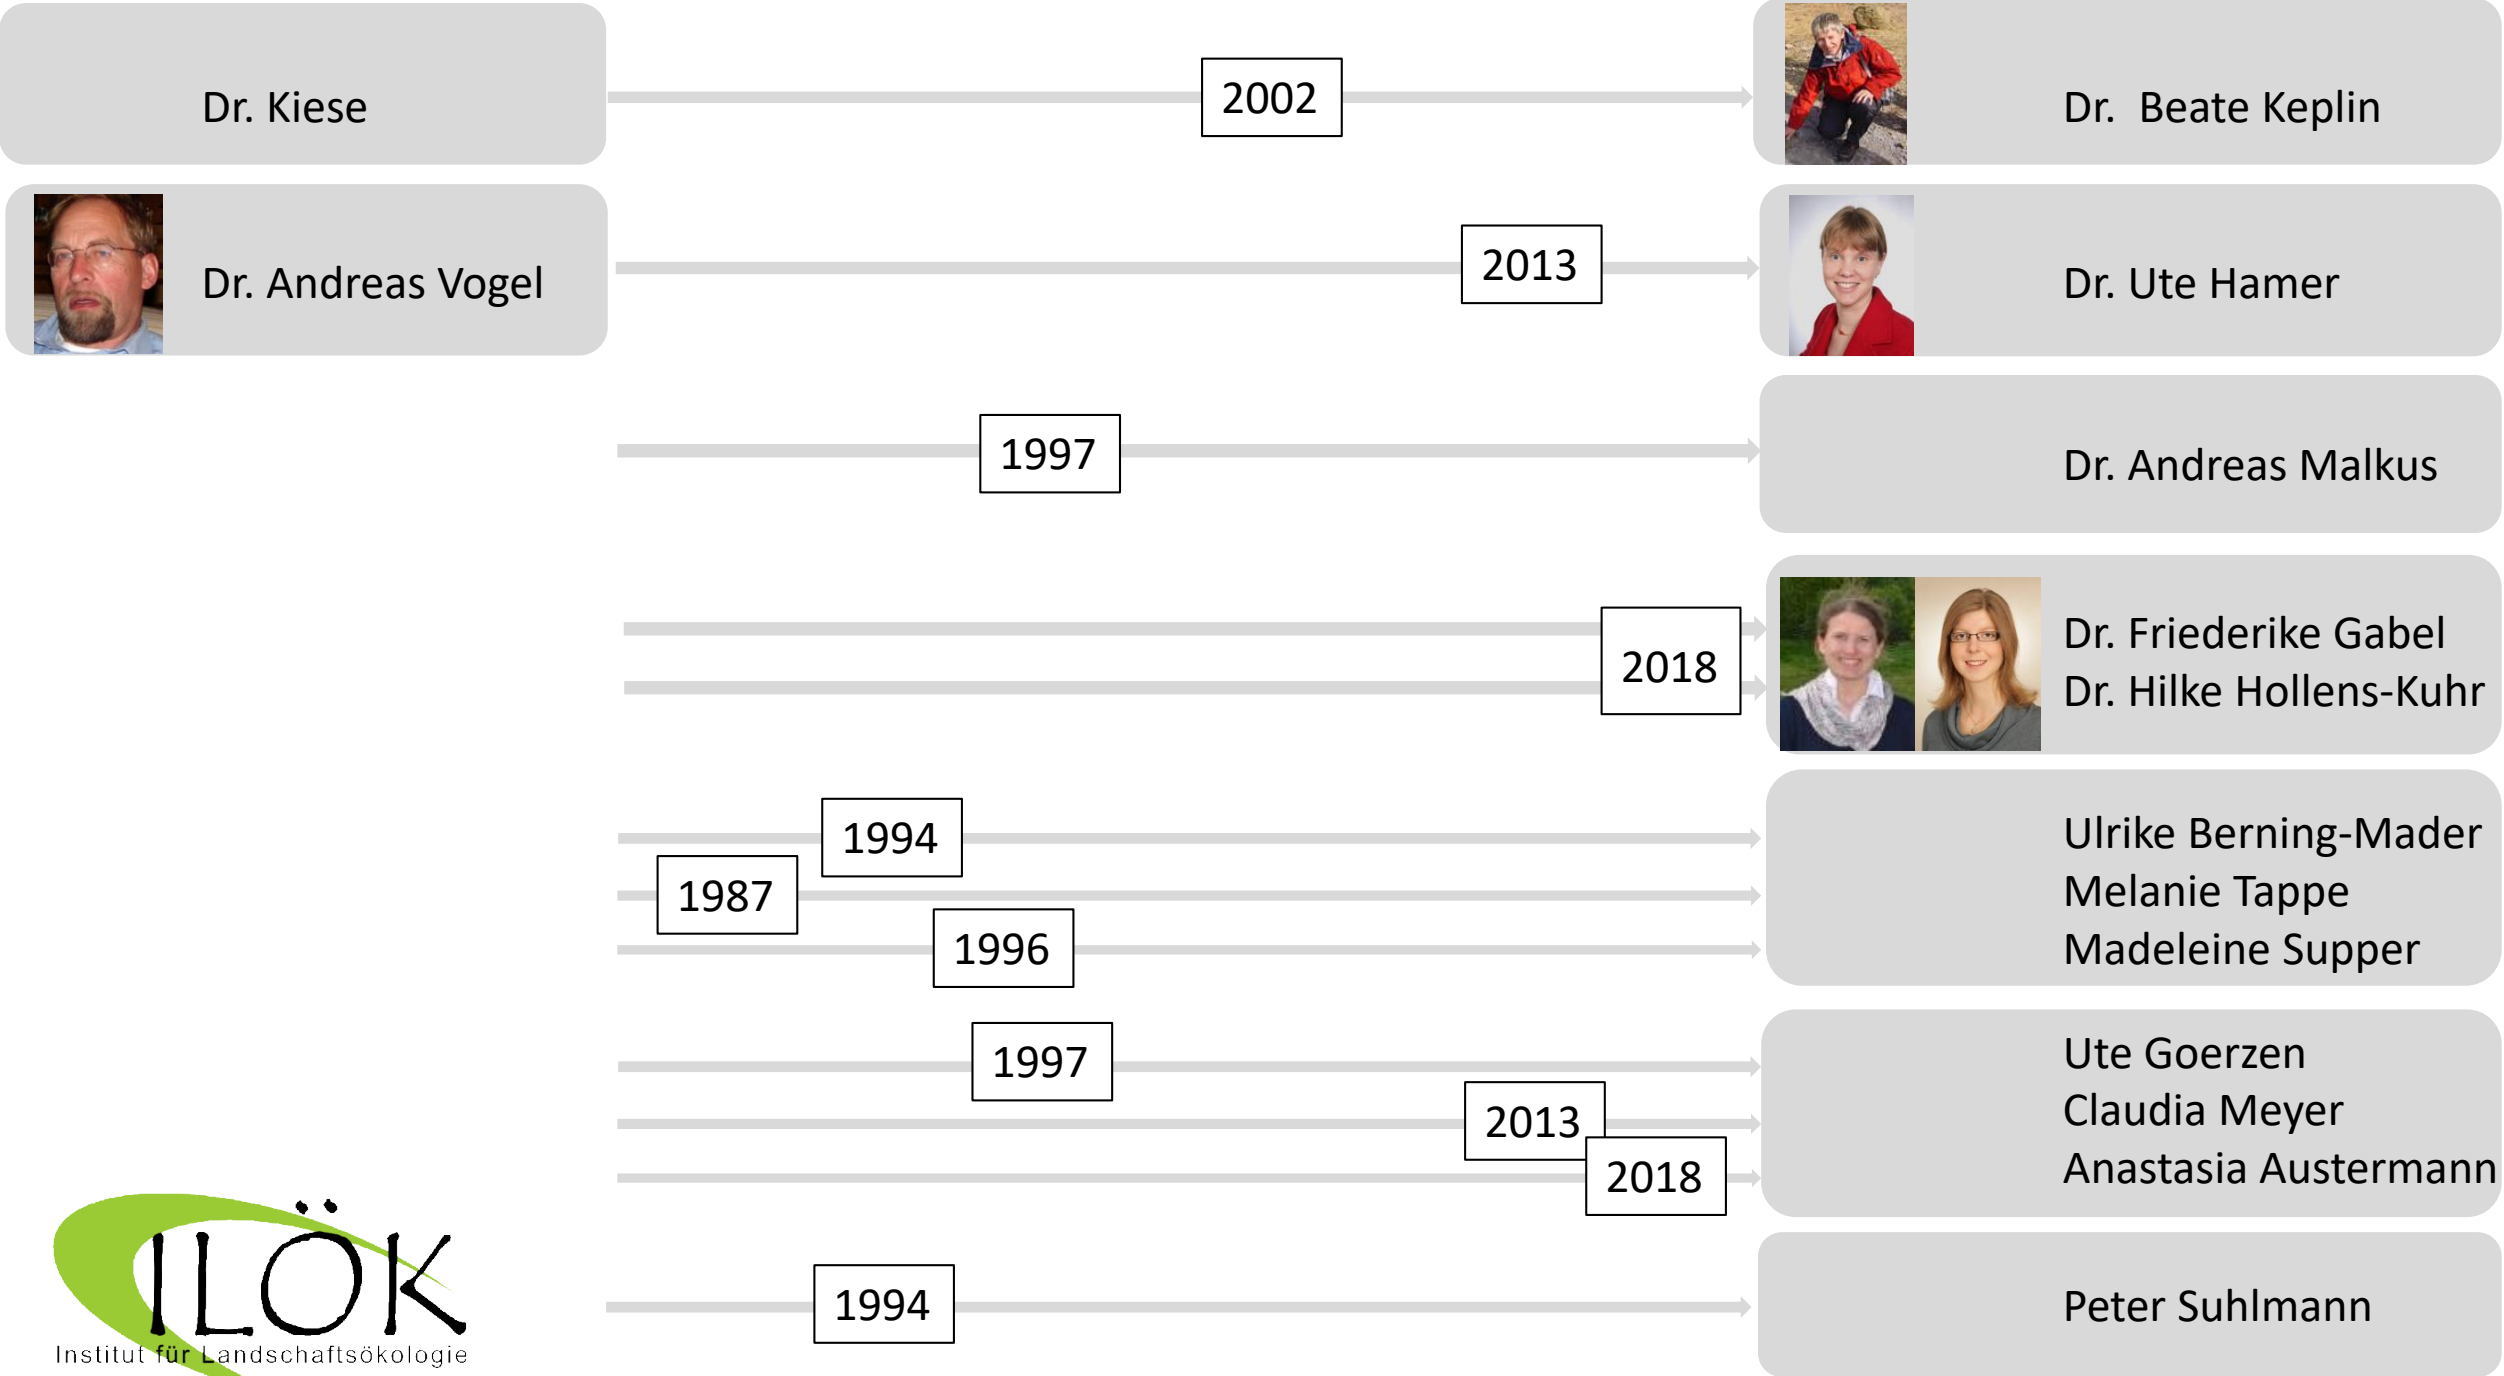 Dr. Kiese
2002
Dr.  Beate Keplin
Dr. Andreas Vogel
2013
Dr. Ute Hamer
1997
Dr. Andreas Malkus
2018
Dr. Friederike Gabel
Dr. Hilke Hollens-Kuhr
1994
Ulrike Berning-Mader
1987
Melanie Tappe
1996
Madeleine Supper
1997
Ute Goerzen
2013
Claudia Meyer
2018
Anastasia Austermann
1994
Peter Suhlmann
ILÖK
Institut für Landschaftsökologie